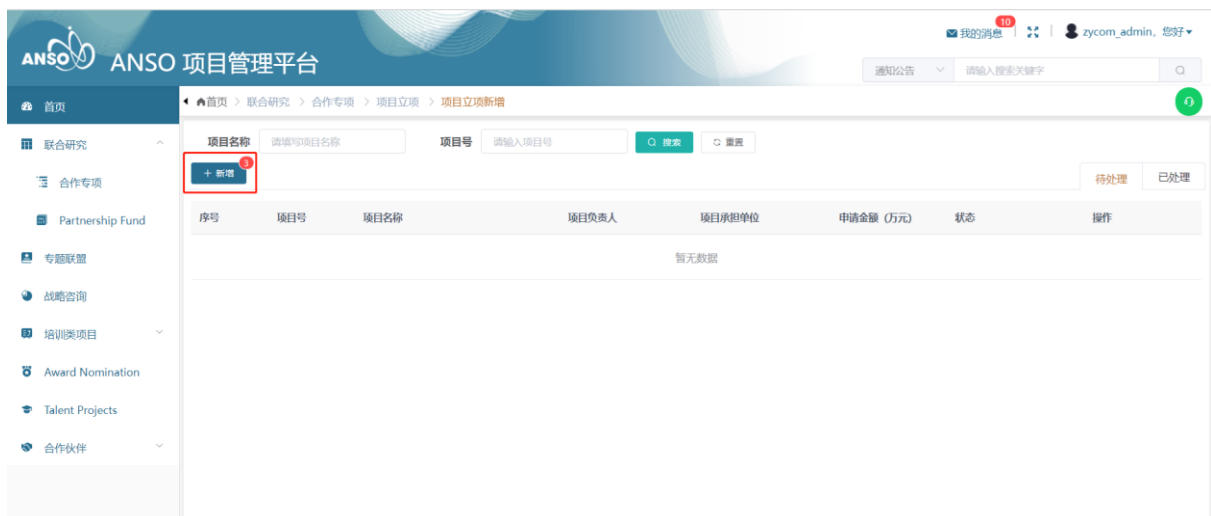 10
我的消息
zycom_admin，您好
ANSO
ANSO 项目管理平台
通知公告
请输入搜索关键字
首页
首页 > 联合研究 > 合作专项 > 项目立项 > 项目立项新增
联合研究
项目名称 请填写项目名称 项目号 请输入项目号 搜索 重置
合作专项
+ 新增 3
待处理 已处理
Partnership Fund
序号 项目号 项目名称 项目负责人 项目承担单位 申请金额（万元） 状态 操作
专题联盟
暂无数据
战略咨询
培训类项目
Award Nomination
Talent Projects
合作伙伴